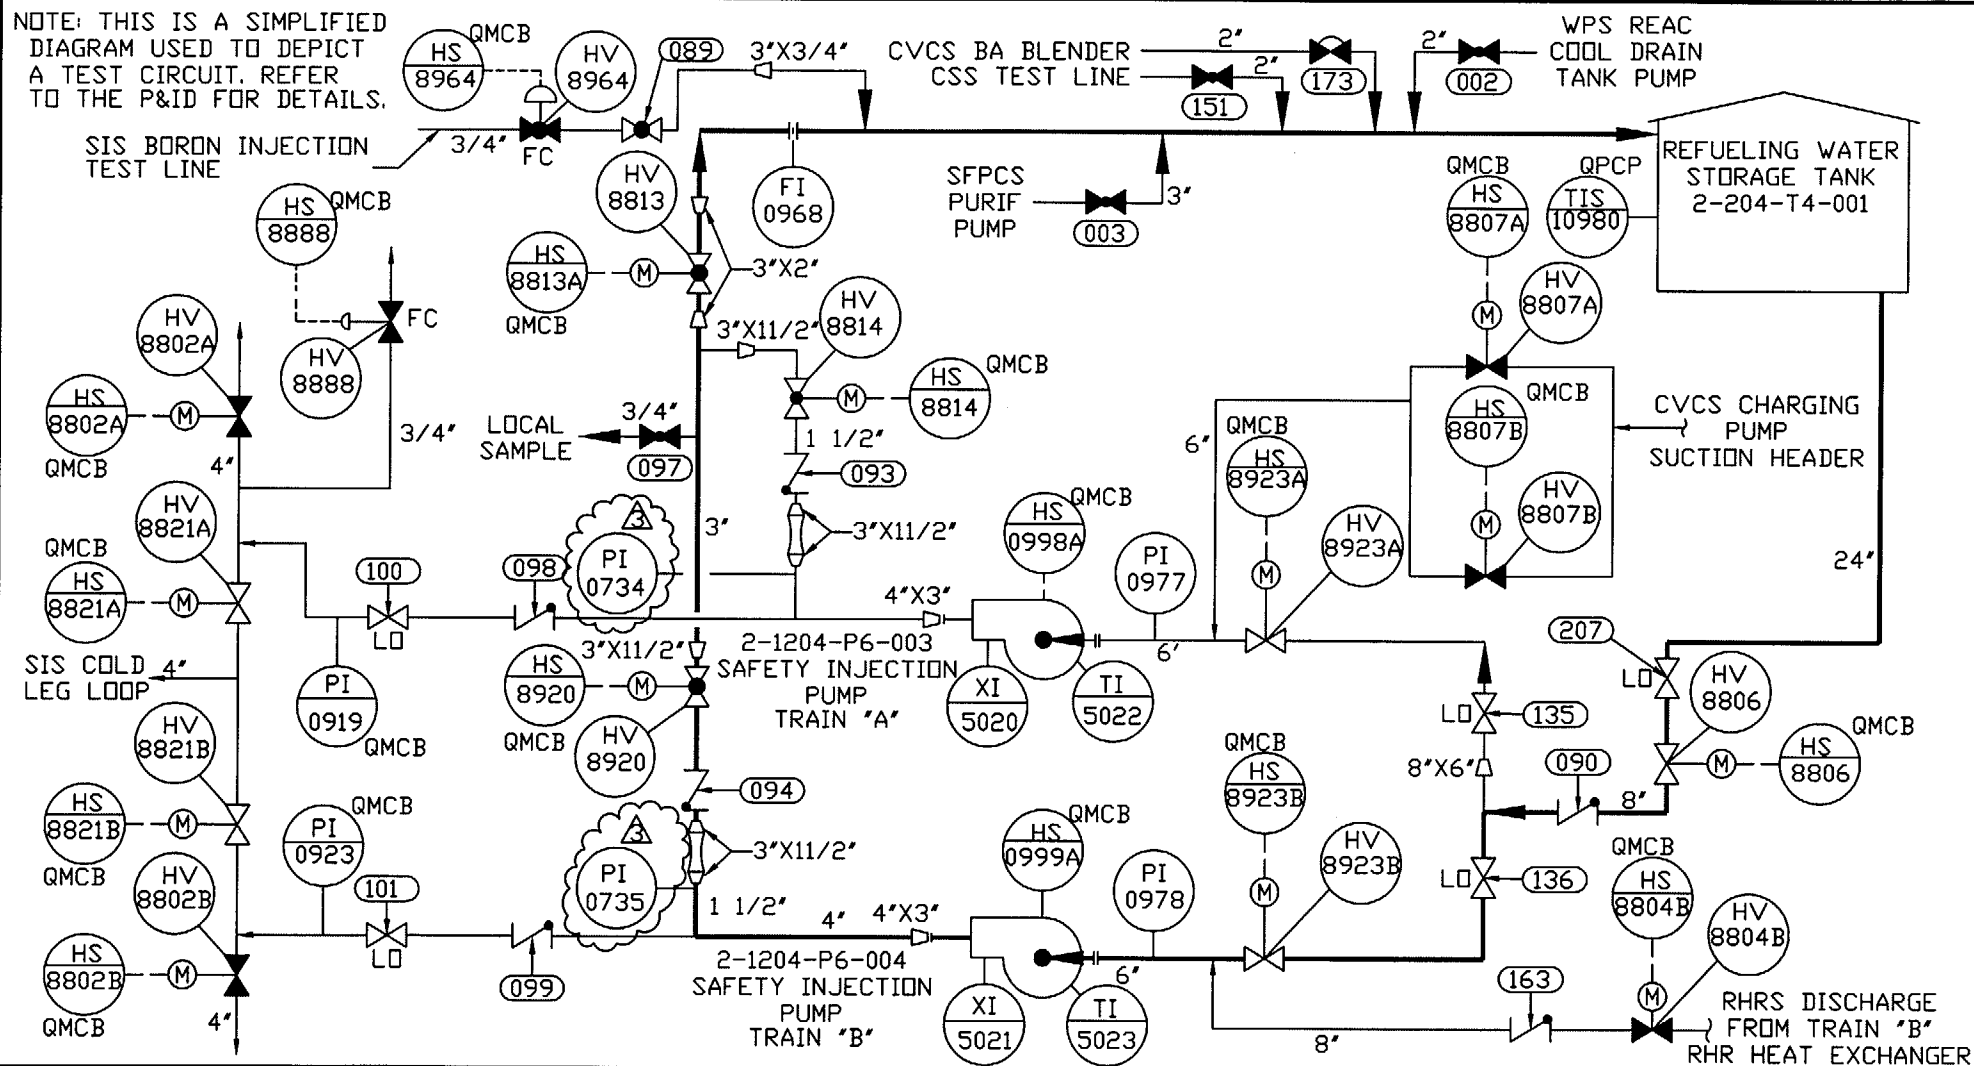 NOTE: THIS IS A SIMPLIFIED
DIAGRAM USED TO DEPICT
A TEST CIRCUIT. REFER
TO THE P&ID FOR DETAILS.
HS
8964
QMCB
HV
8964
089
3"X3/4"
FC
3/4"
SIS BORON INJECTION
TEST LINE
CVCS BA BLENDER
CSS TEST LINE
2"
2"
151
173
2"
002
WPS REAC
COOL DRAIN
TANK PUMP
REFUELING WATER
STORAGE TANK
2-204-T4-001
QPCP
TIS
10980
SFPCS
PURIF
PUMP
003
3"
FI
0968
HV
8813
HS
8813A
M
QMCB
3"X2"
HS
8888
QMCB
HV
8888
FC
3/4"
HV
8802A
HS
8802A
M
QMCB
4"
HV
8821A
QMCB
HS
8821A
M
SIS COLD
LEG LOOP
4"
HV
8821B
HS
8821B
M
QMCB
HV
8802B
HS
8802B
M
QMCB
4"
3"X11/2"
HV
8814
M
HS
8814
QMCB
1 1/2"
093
3"X11/2"
LOCAL
SAMPLE
3/4"
097
3"
3
PI
0734
098
100
LO
PI
0919
QMCB
4"X3"
2-1204-P6-003
SAFETY INJECTION
PUMP
TRAIN "A"
HS
0998A
QMCB
XI
5020
TI
5022
PI
0977
6'
6"
QMCB
HS
8923A
M
HV
8923A
QMCB
HS
8807A
M
HV
8807A
QMCB
HS
8807B
M
HV
8807B
CVCS CHARGING
PUMP
SUCTION HEADER
24"
207
LO
HV
8806
M
HS
8806
QMCB
LO
135
8"X6"
090
8"
LO
136
3"X11/2"
HS
8920
M
QMCB
HV
8920
094
3"X11/2"
3
PI
0735
1 1/2"
4"
4"X3"
PI
0923
QMCB
101
LO
099
2-1204-P6-004
SAFETY INJECTION
PUMP
TRAIN "B"
HS
0999A
QMCB
XI
5021
TI
5023
PI
0978
6"
QMCB
HS
8923B
M
HV
8923B
QMCB
HS
8804B
M
HV
8804B
163
8"
RHRS DISCHARGE
FROM TRAIN "B"
RHR HEAT EXCHANGER